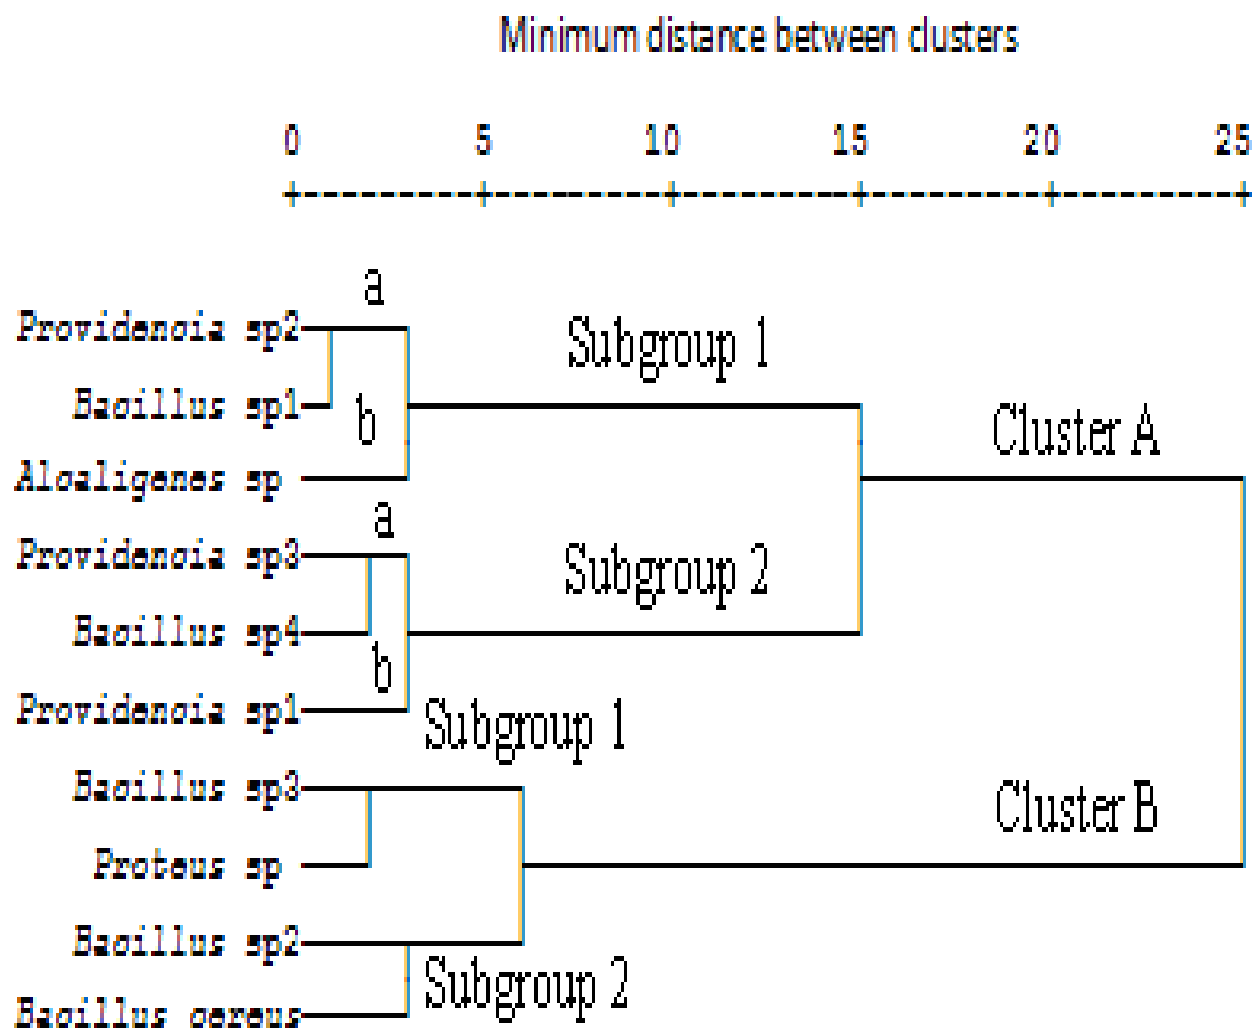 Minimum distance between clusters
0 5 10 15 20 25
a
Providencia sp2
Subgroup 1
Bacillus sp1
b
Cluster A
Alcaligenes sp
a
Providencia sp3
Subgroup 2
Bacillus sp4
b
Providencia sp1
Subgroup 1
Bacillus sp3
Cluster B
Proteus sp
Bacillus sp2
Subgroup 2
Bacillus cereus